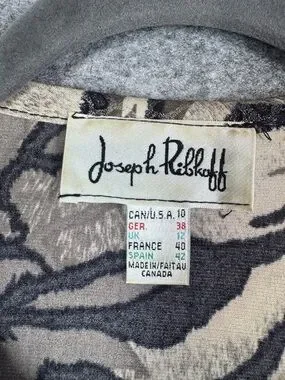 Joseph Ribkoff
CAN/U.S.A. 10
GER. 38
UK 12
FRANCE 40
SPAIN 42
MADE IN/FAIT AU
CANADA